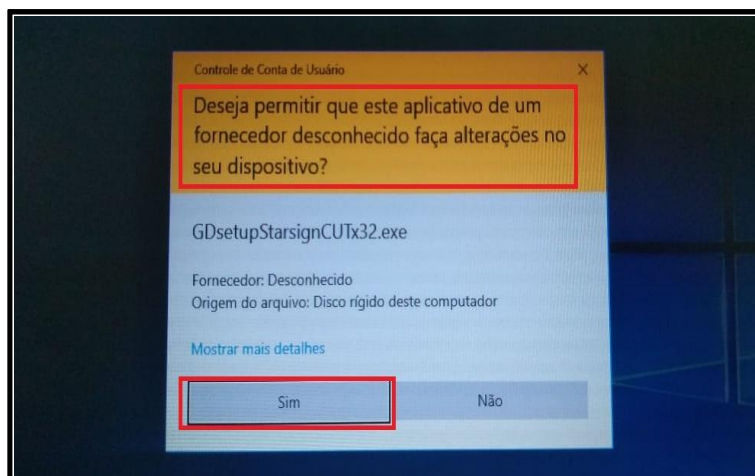 Controle de Conta de Usuário
Deseja permitir que este aplicativo de um
fornecedor desconhecido faça alterações no
seu dispositivo?
GDsetupStarsignCUTx32.exe
Fornecedor: Desconhecido
Origem do arquivo: Disco rígido deste computador
Mostrar mais detalhes
Sim
Não